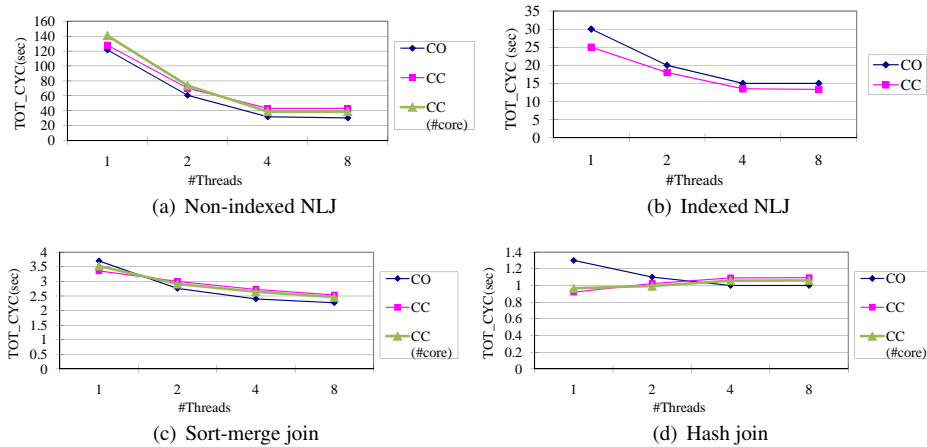 TOT_CYC(sec)
160
140
120
100
80
60
40
20
0
1 2 4 8
#Threads
CO
CC
CC
(#core)
(a) Non-indexed NLJ
TOT_CYC (sec)
35
30
25
20
15
10
5
0
1 2 4 8
#Threads
CO
CC
(b) Indexed NLJ
TOT_CYC(sec)
4
3.5
3
2.5
2
1.5
1
0.5
0
1 2 4 8
#Threads
CO
CC
CC
(#core)
(c) Sort-merge join
TOT_CYC(sec)
1.4
1.2
1.0
0.8
0.6
0.4
0.2
0
1 2 4 8
#Threads
CO
CC
CC
(#core)
(d) Hash join